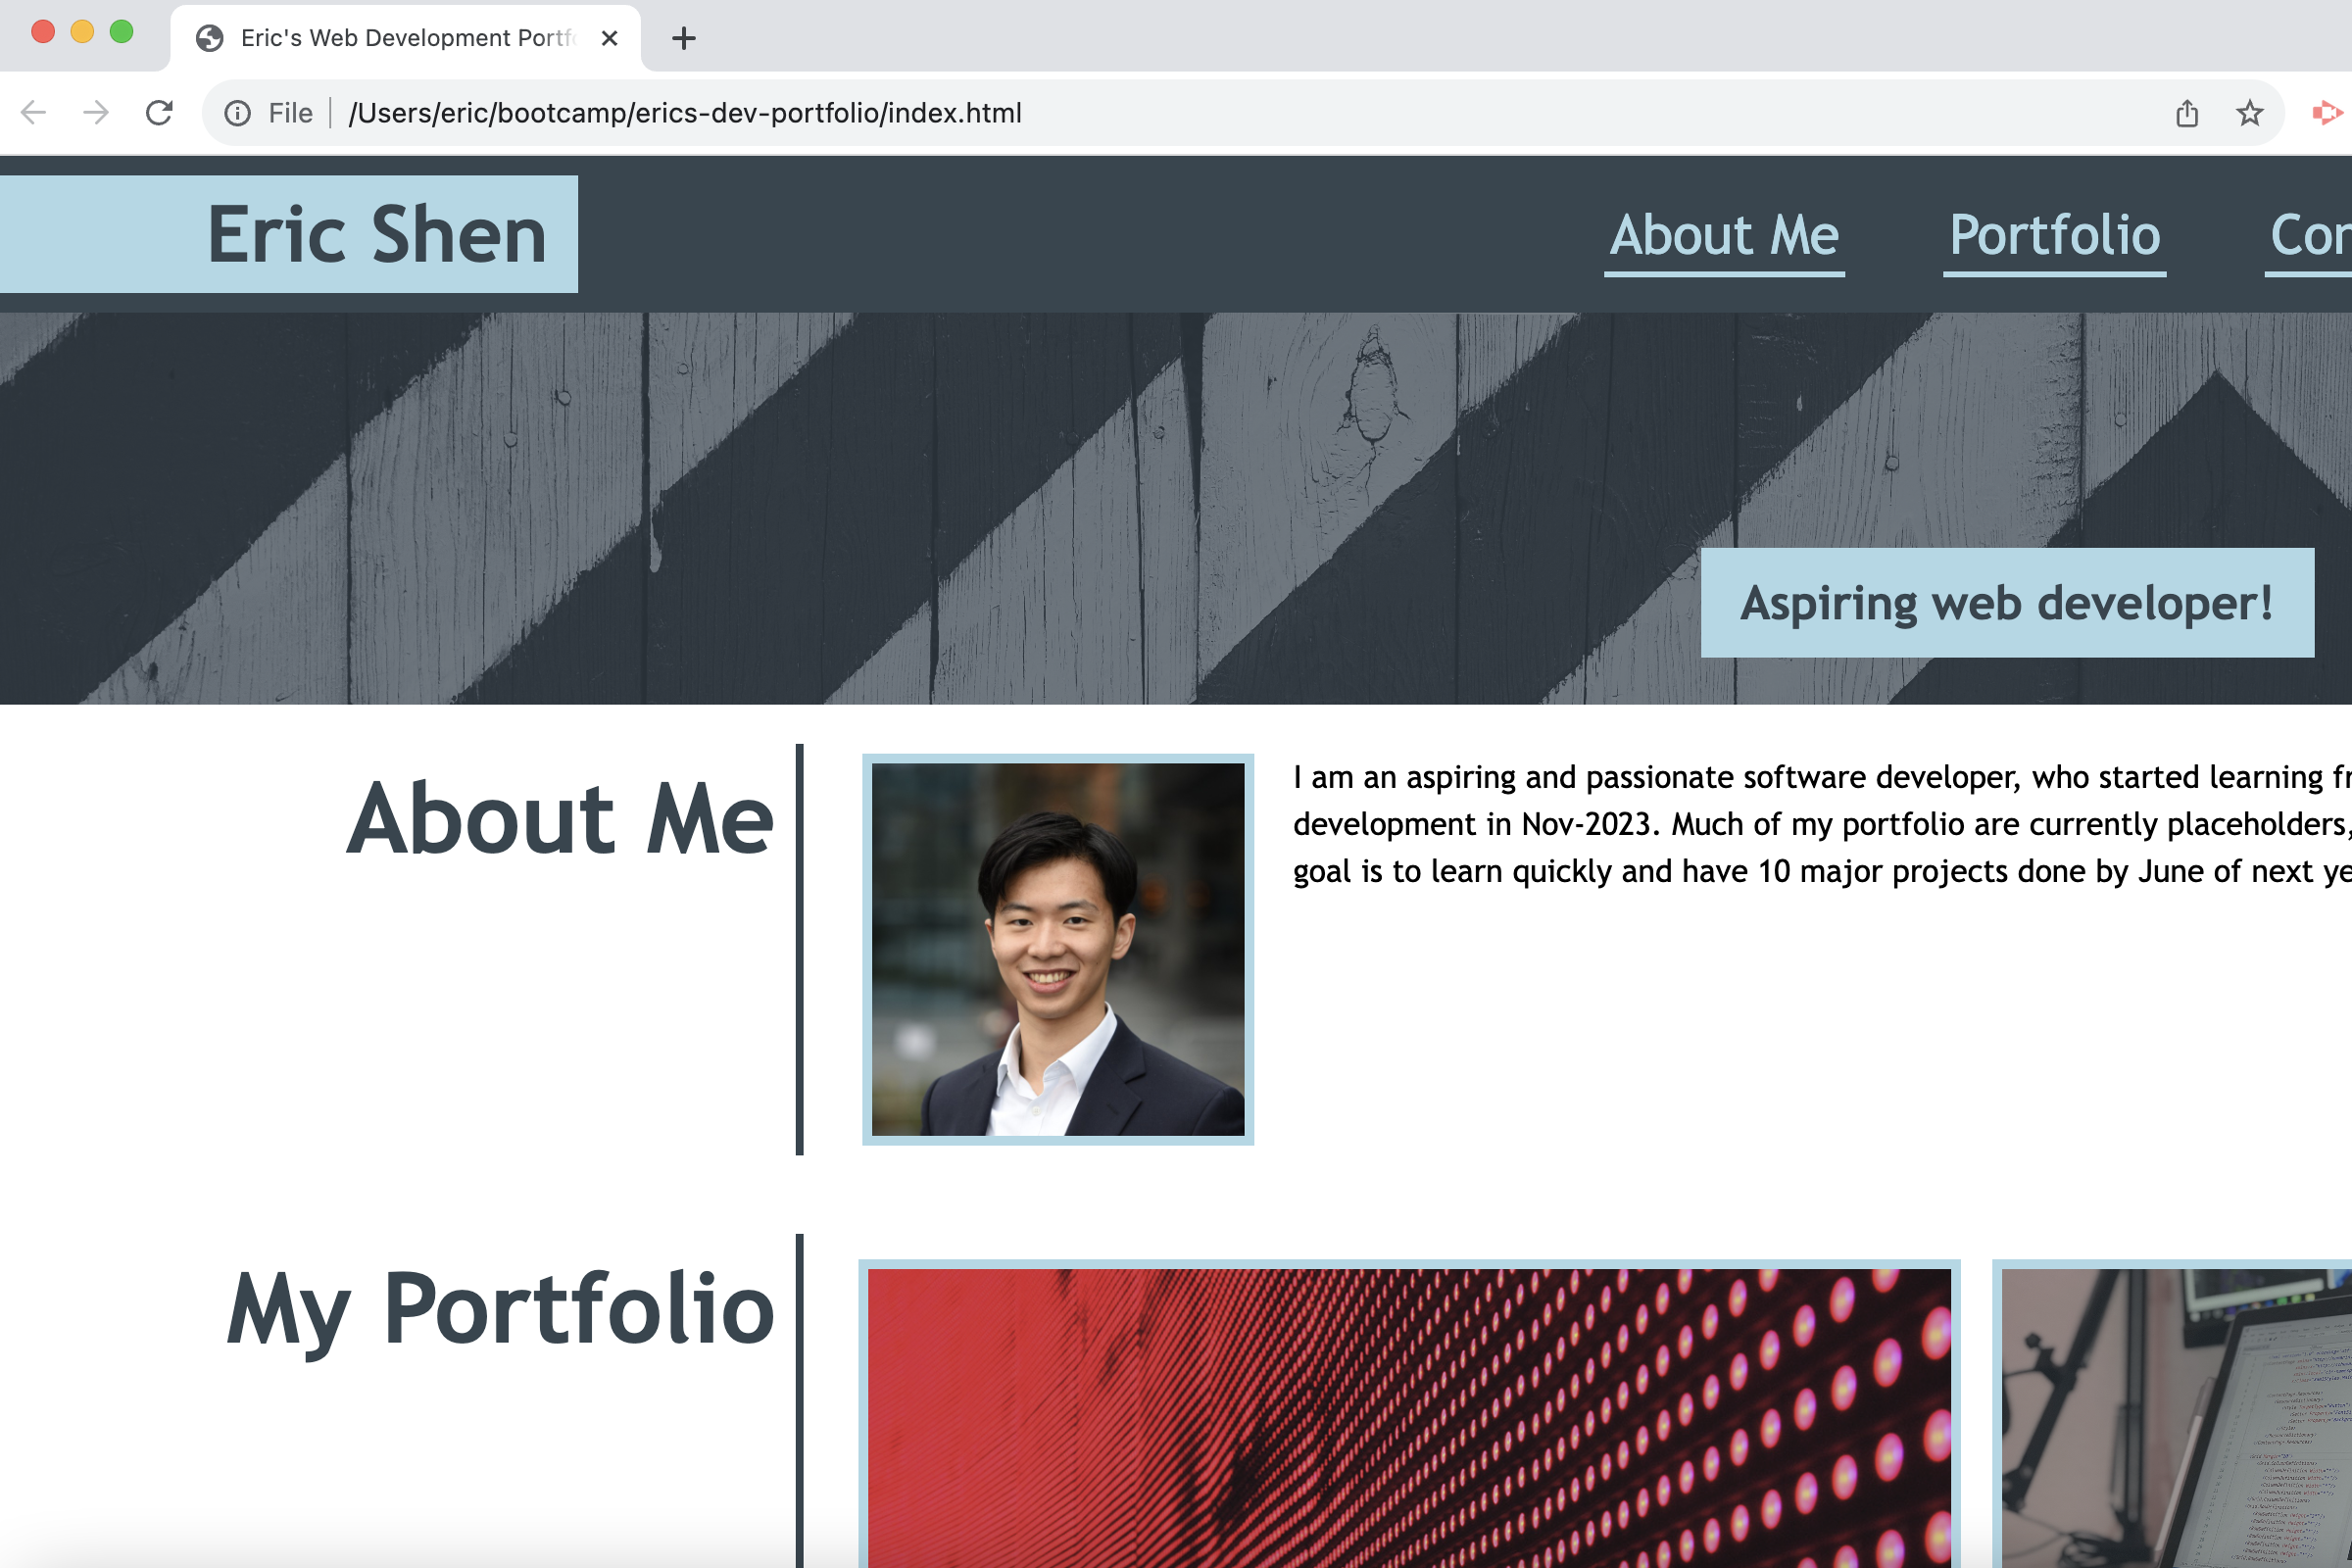 Eric's Web Development Portf
File
/Users/eric/bootcamp/erics-dev-portfolio/index.html
Eric Shen
About Me
Portfolio
Aspiring web developer!
About Me
I am an aspiring and passionate software developer, who started learning
development in Nov-2023. Much of my portfolio are currently placeholders,
goal is to learn quickly and have 10 major projects done by June of next
My Portfolio